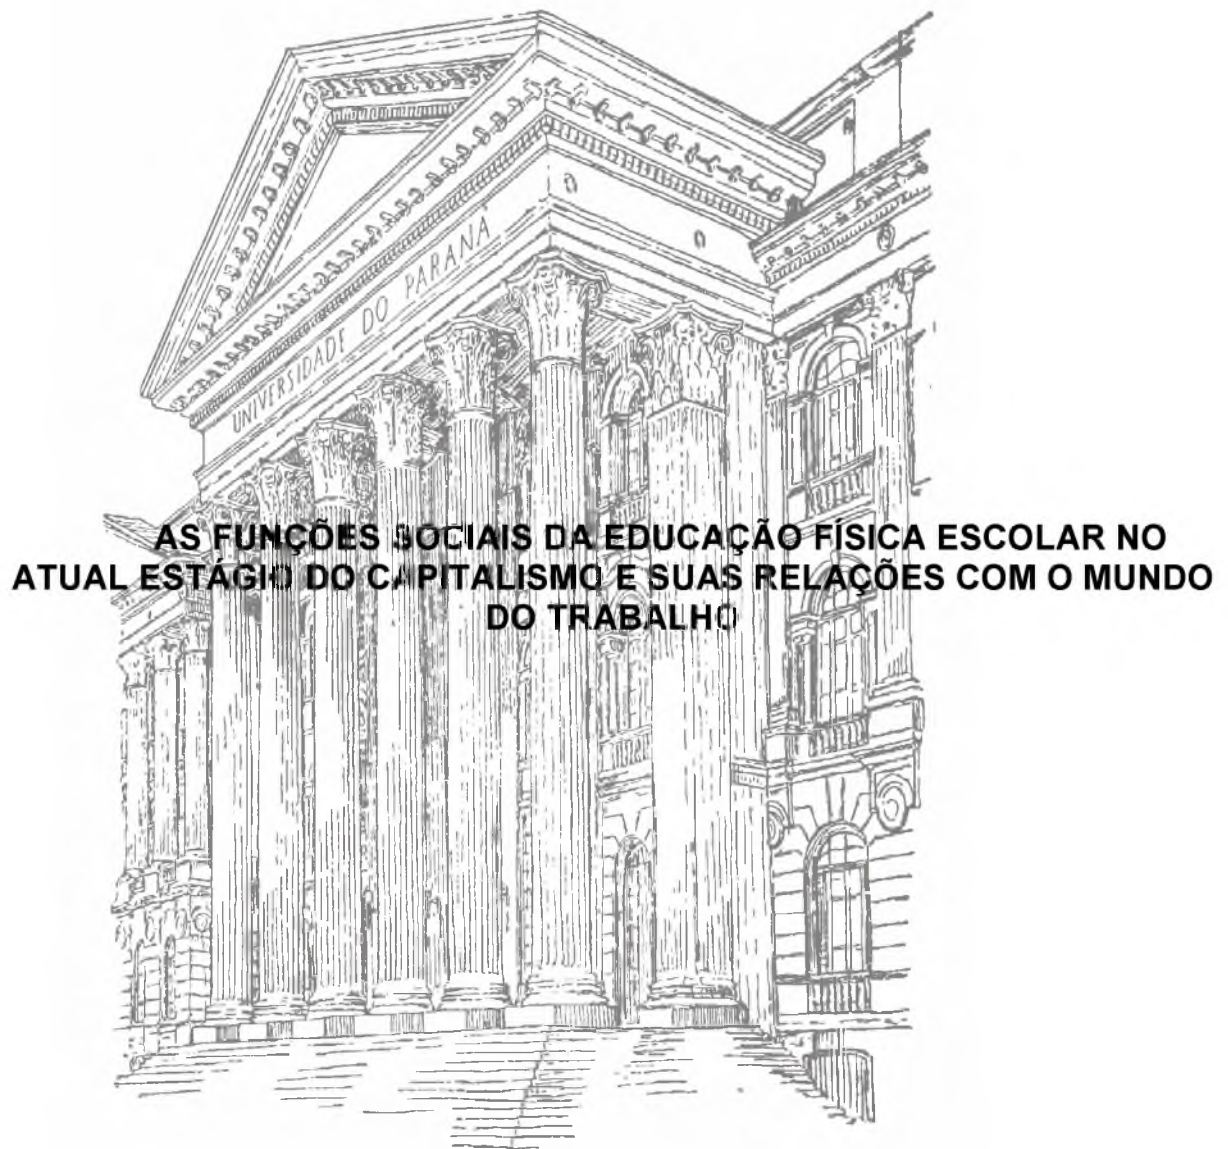 UNIVERSIDADE DO PARANÁ
AS FUNÇÕES SOCIAIS DA EDUCAÇÃO FÍSICA ESCOLAR NO
ATUAL ESTÁGIO DO CAPITALISMO E SUAS RELAÇÕES COM O MUNDO
DO TRABALHO